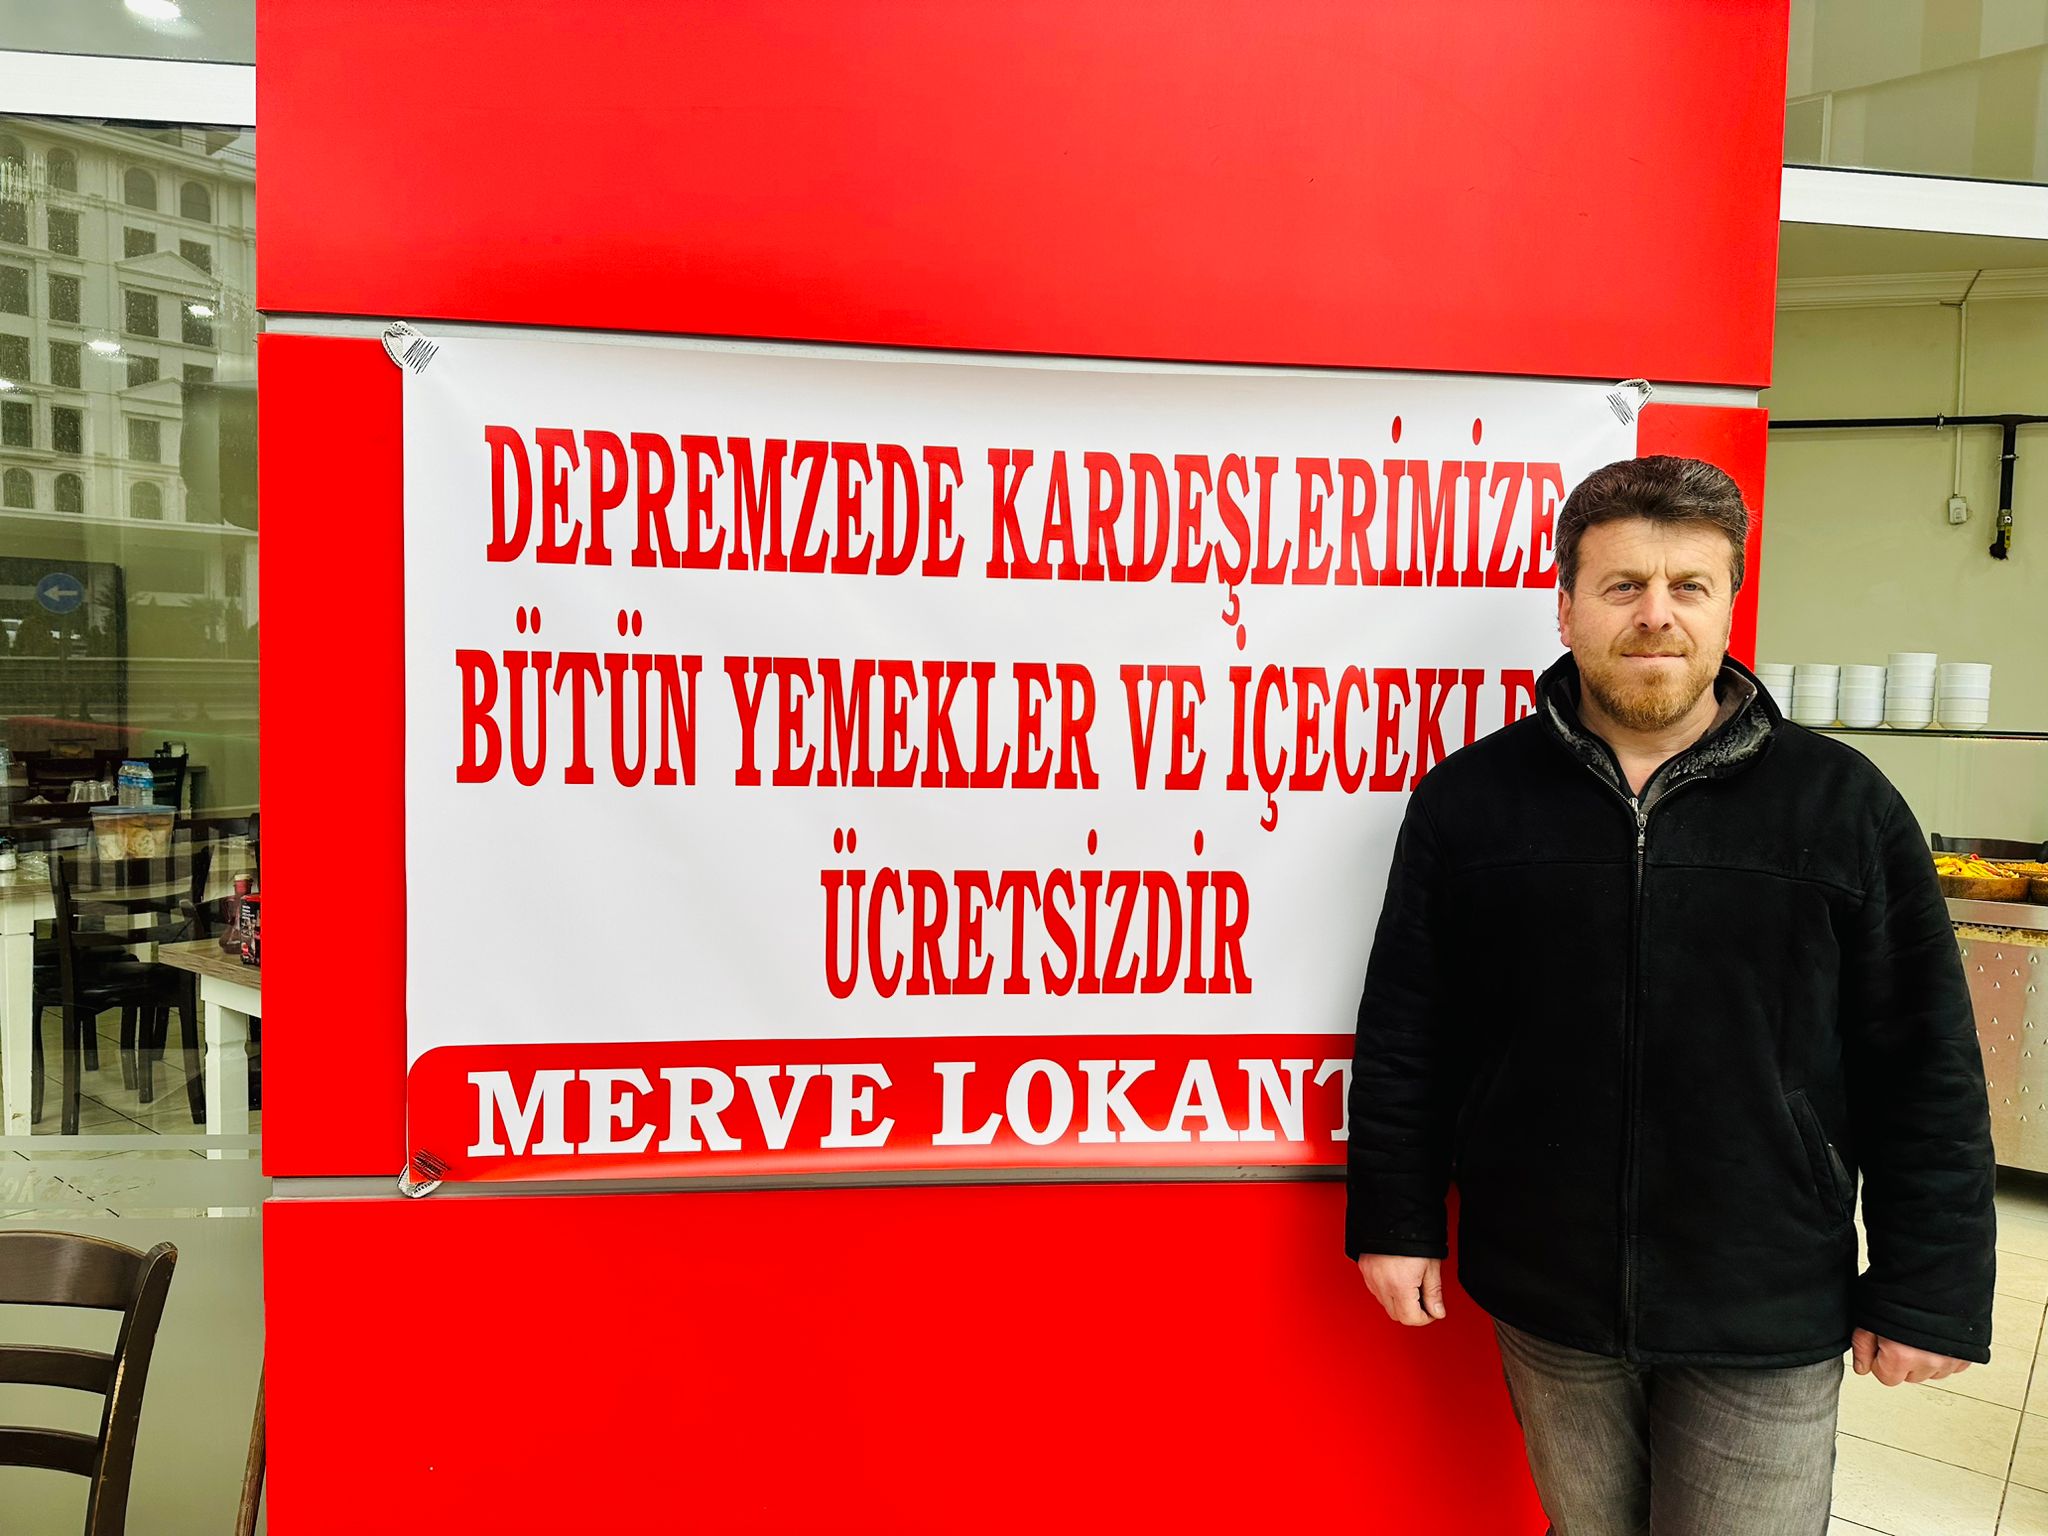 DEPREMZEDE KARDEŞLERİMİZE
BÜTÜN YEMEKLER VE
ÜCRETSİZDİR
MERVE